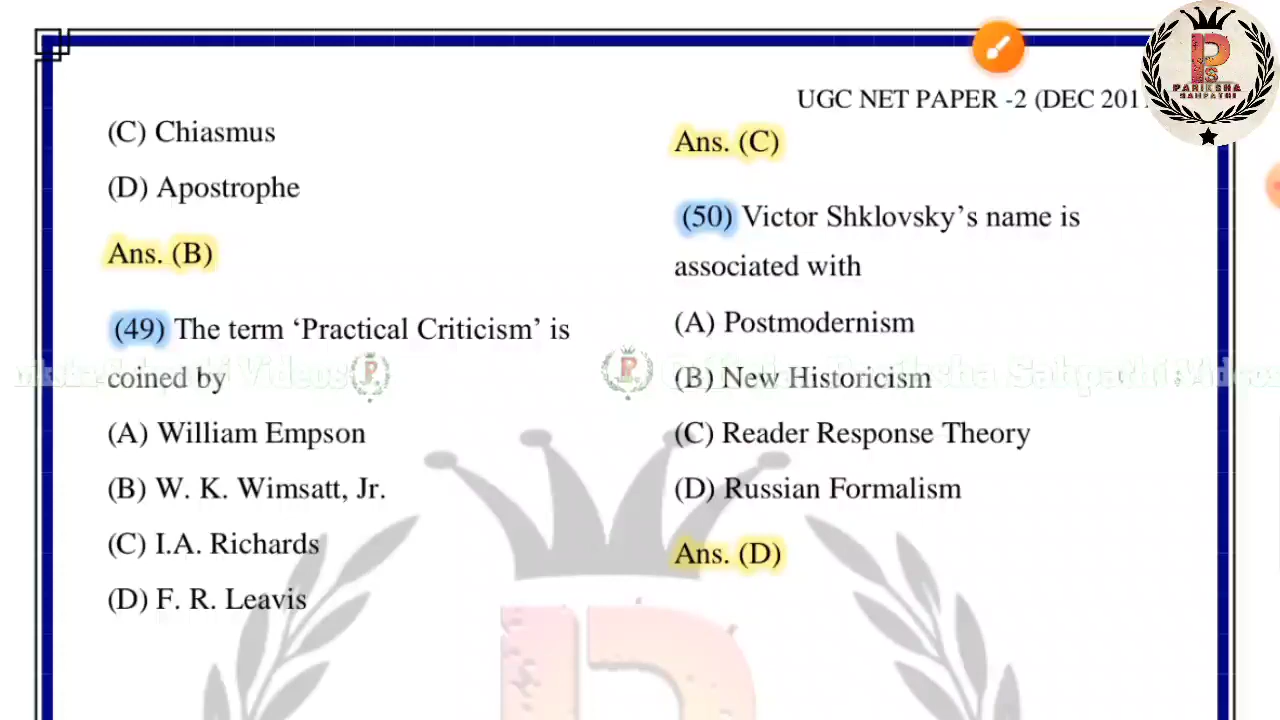 (C) Chiasmus
(D) Apostrophe
Ans. (B)
(49) The term ‘Practical Criticism’ is
coined by
(A) William Empson
(B) W. K. Wimsatt, Jr.
(C) I.A. Richards
(D) F. R. Leavis
UGC NET PAPER -2 (DEC 201
Ans. (C)
(50) Victor Shklovsky’s name is
associated with
(A) Postmodernism
(B) New Historicism
(C) Reader Response Theory
(D) Russian Formalism
Ans. (D)
PS
PARIKSHA
SAHPATHI